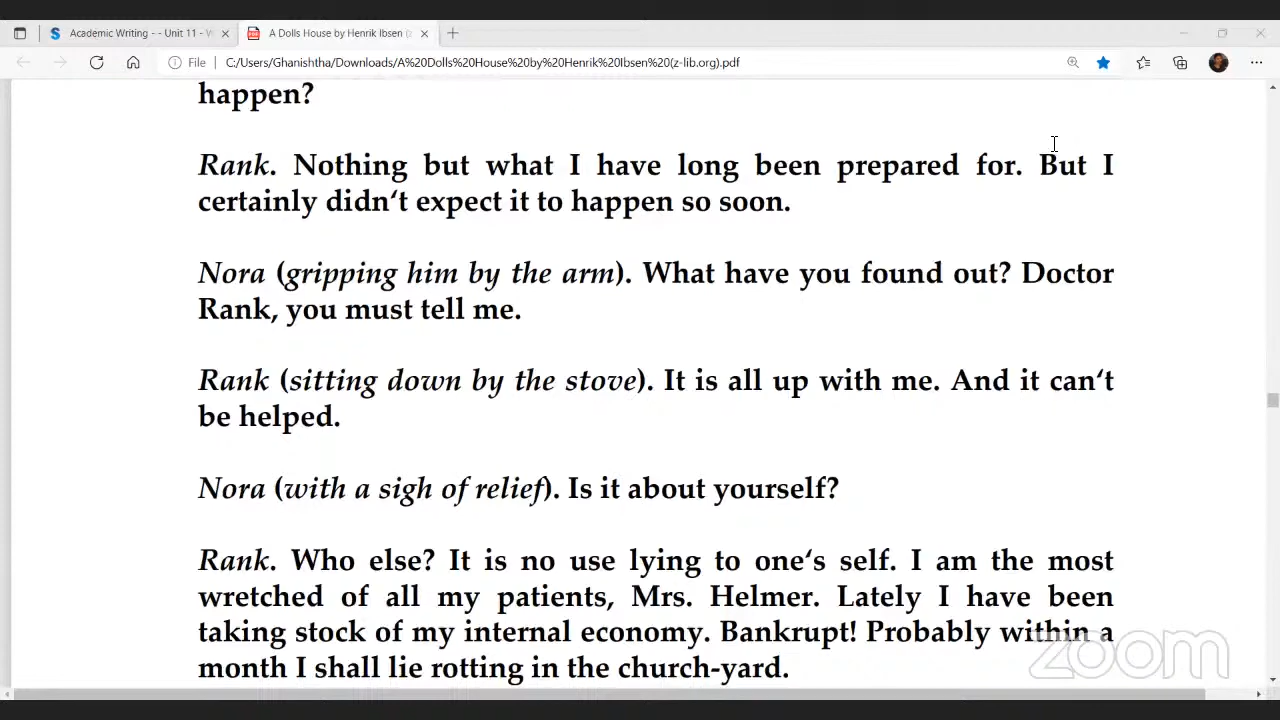 Academic Writing - - Unit 11 - W
A Dolls House by Henrik Ibsen (z
File
C:/Users/Ghanishtha/Downloads/A%20Dolls%20House%20by%20Henrik%20Ibsen%20(z-lib.org).pdf
happen?
Rank. Nothing but what I have long been prepared for. But I
certainly didn‘t expect it to happen so soon.
Nora (gripping him by the arm). What have you found out? Doctor
Rank, you must tell me.
Rank (sitting down by the stove). It is all up with me. And it can‘t
be helped.
Nora (with a sigh of relief). Is it about yourself?
Rank. Who else? It is no use lying to one‘s self. I am the most
wretched of all my patients, Mrs. Helmer. Lately I have been
taking stock of my internal economy. Bankrupt! Probably within a
month I shall lie rotting in the church-yard.
zoom